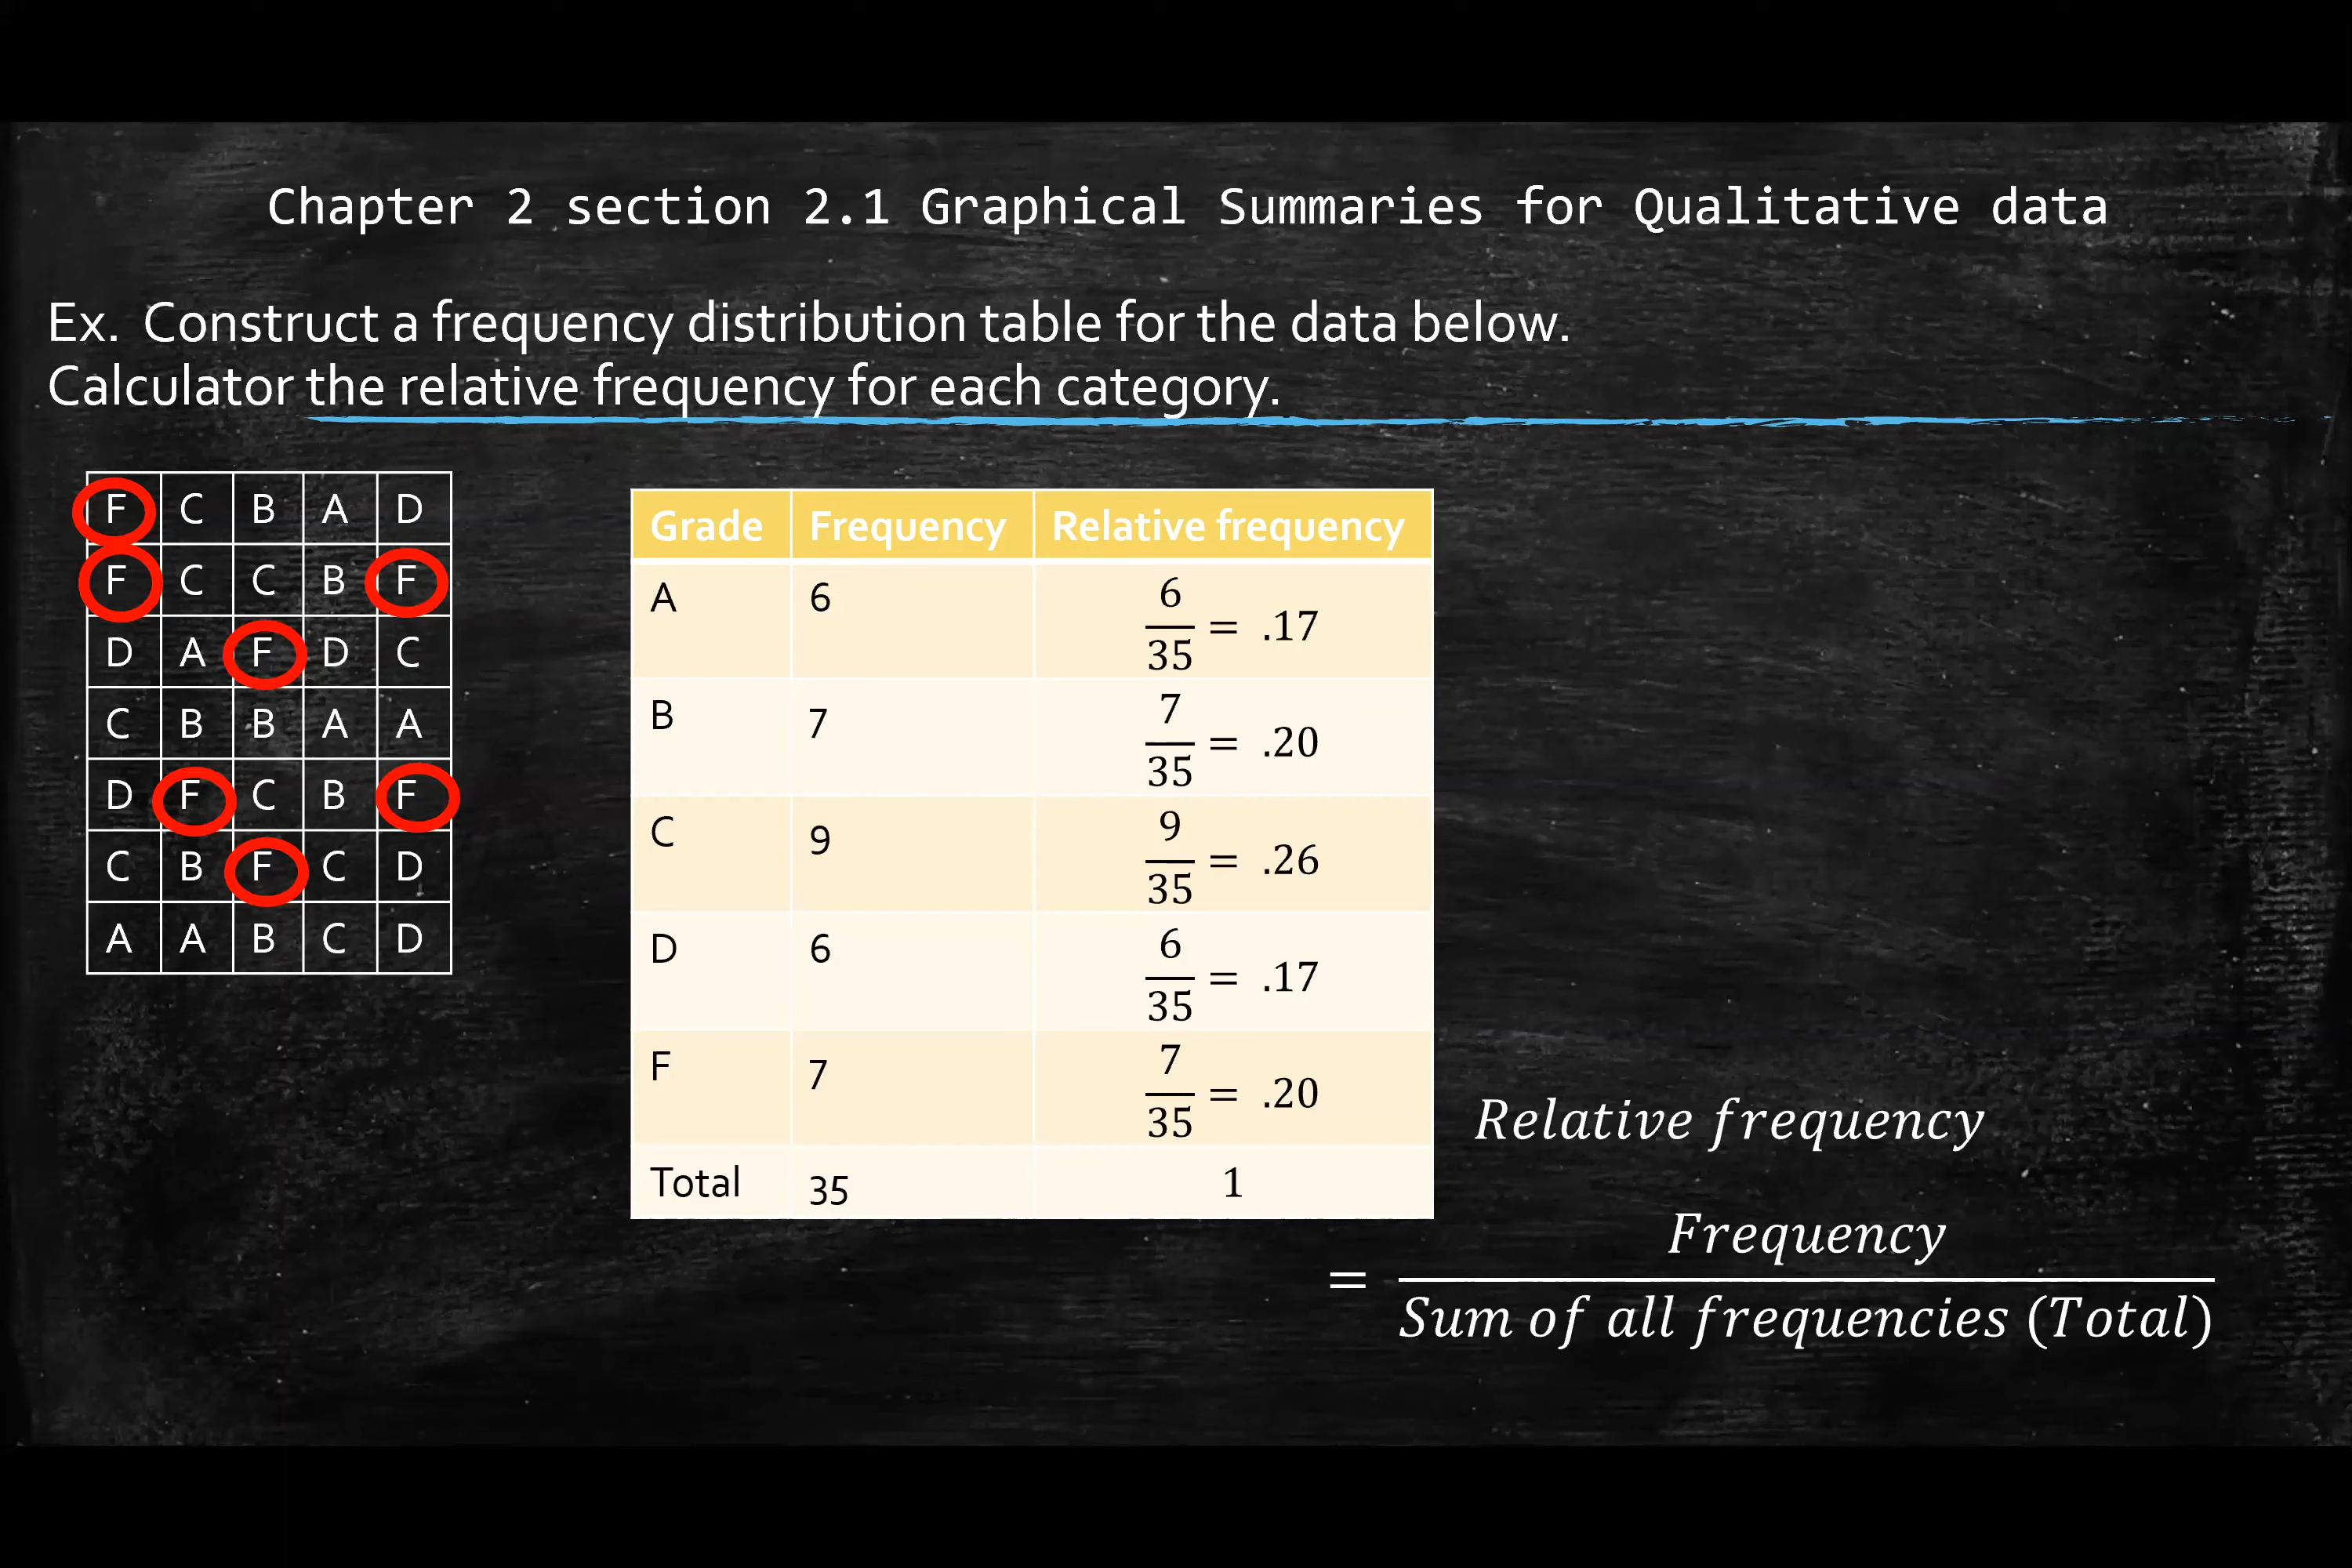 Chapter 2 section 2.1 Graphical Summaries for Qualitative data
Ex. Construct a frequency distribution table for the data below.
Calculator the relative frequency for each category.
F C B A D
F C C B F
D A F D C
C B B A A
D F C B F
C B F C D
A A B C D
Grade Frequency Relative frequency
A 6 6/35 = .17
B 7 7/35 = .20
C 9 9/35 = .26
D 6 6/35 = .17
F 7 7/35 = .20
Total 35 1
Relative frequency
= Frequency / Sum of all frequencies (Total)